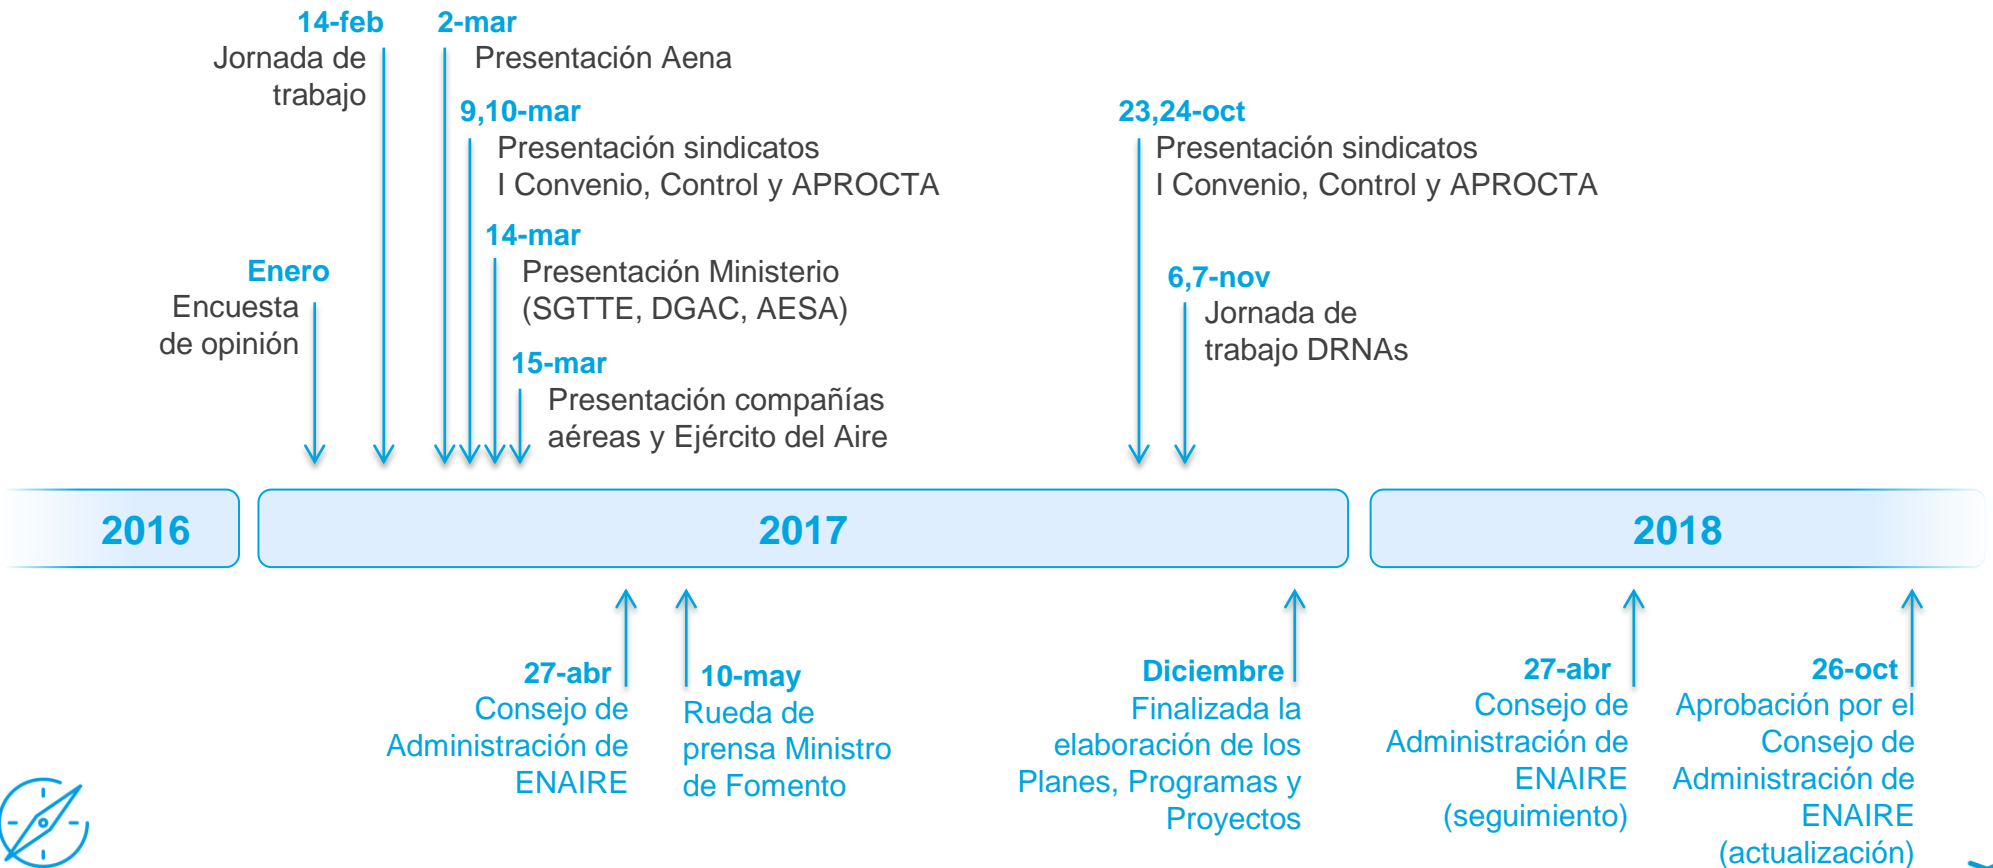 14-feb
Jornada de
trabajo
2-mar
Presentación Aena
9,10-mar
Presentación sindicatos
I Convenio, Control y APROCTA
14-mar
Presentación Ministerio
(SGTTE, DGAC, AESA)
15-mar
Presentación compañías
aéreas y Ejército del Aire
Enero
Encuesta
de opinión
23,24-oct
Presentación sindicatos
I Convenio, Control y APROCTA
6,7-nov
Jornada de
trabajo DRNAs
2016
2017
2018
27-abr
Consejo de
Administración de
ENAIRE
10-may
Rueda de
prensa Ministro
de Fomento
Diciembre
Finalizada la
elaboración de los
Planes, Programas y
Proyectos
27-abr
Consejo de
Administración de
ENAIRE
(seguimiento)
26-oct
Aprobación por el
Consejo de
Administración de
ENAIRE
(actualización)